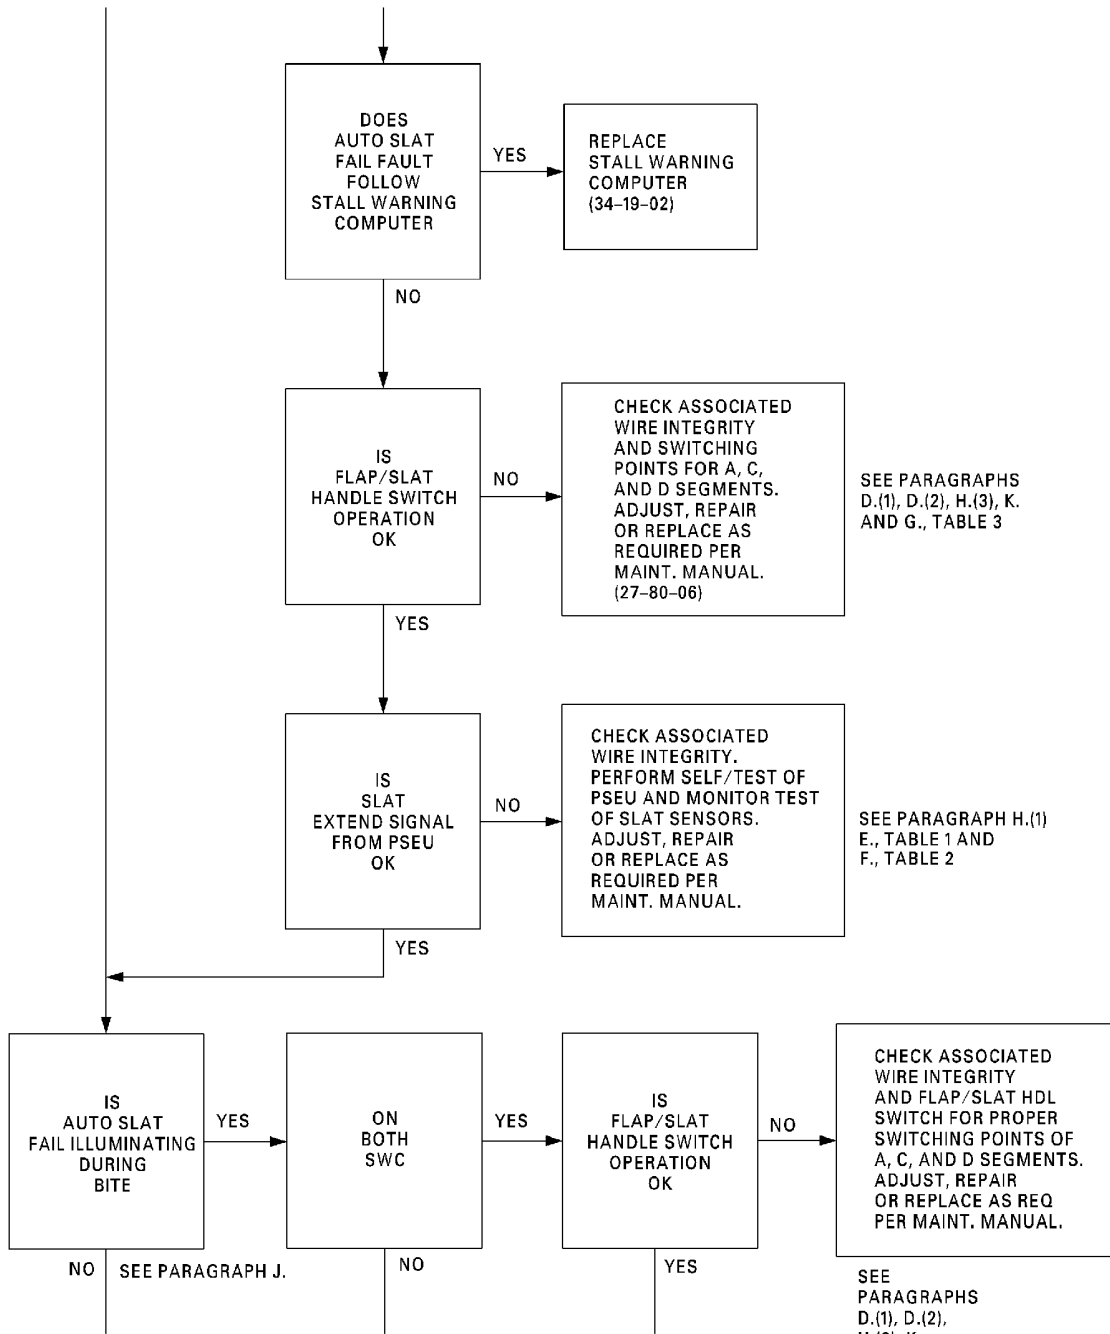 DOES
AUTO SLAT
FAIL FAULT
FOLLOW
STALL WARNING
COMPUTER
YES
REPLACE
STALL WARNING
COMPUTER
(34–19–02)
NO
IS
FLAP/SLAT
HANDLE SWITCH
OPERATION
OK
NO
CHECK ASSOCIATED
WIRE INTEGRITY
AND SWITCHING
POINTS FOR A, C,
AND D SEGMENTS.
ADJUST, REPAIR
OR REPLACE AS
REQUIRED PER
MAINT. MANUAL.
(27–80–06)
SEE PARAGRAPHS
D.(1), D.(2), H.(3), K.
AND G., TABLE 3
YES
IS
SLAT
EXTEND SIGNAL
FROM PSEU
OK
NO
CHECK ASSOCIATED
WIRE INTEGRITY.
PERFORM SELF/TEST OF
PSEU AND MONITOR TEST
OF SLAT SENSORS.
ADJUST, REPAIR
OR REPLACE AS
REQUIRED PER
MAINT. MANUAL.
SEE PARAGRAPH H.(1)
E., TABLE 1 AND
F., TABLE 2
YES
IS
AUTO SLAT
FAIL ILLUMINATING
DURING
BITE
YES
ON
BOTH
SWC
YES
IS
FLAP/SLAT
HANDLE SWITCH
OPERATION
OK
NO
CHECK ASSOCIATED
WIRE INTEGRITY
AND FLAP/SLAT HDL
SWITCH FOR PROPER
SWITCHING POINTS OF
A, C, AND D SEGMENTS.
ADJUST, REPAIR
OR REPLACE AS REQ
PER MAINT. MANUAL.
NO
SEE PARAGRAPH J.
NO
YES
SEE
PARAGRAPHS
D.(1), D.(2),